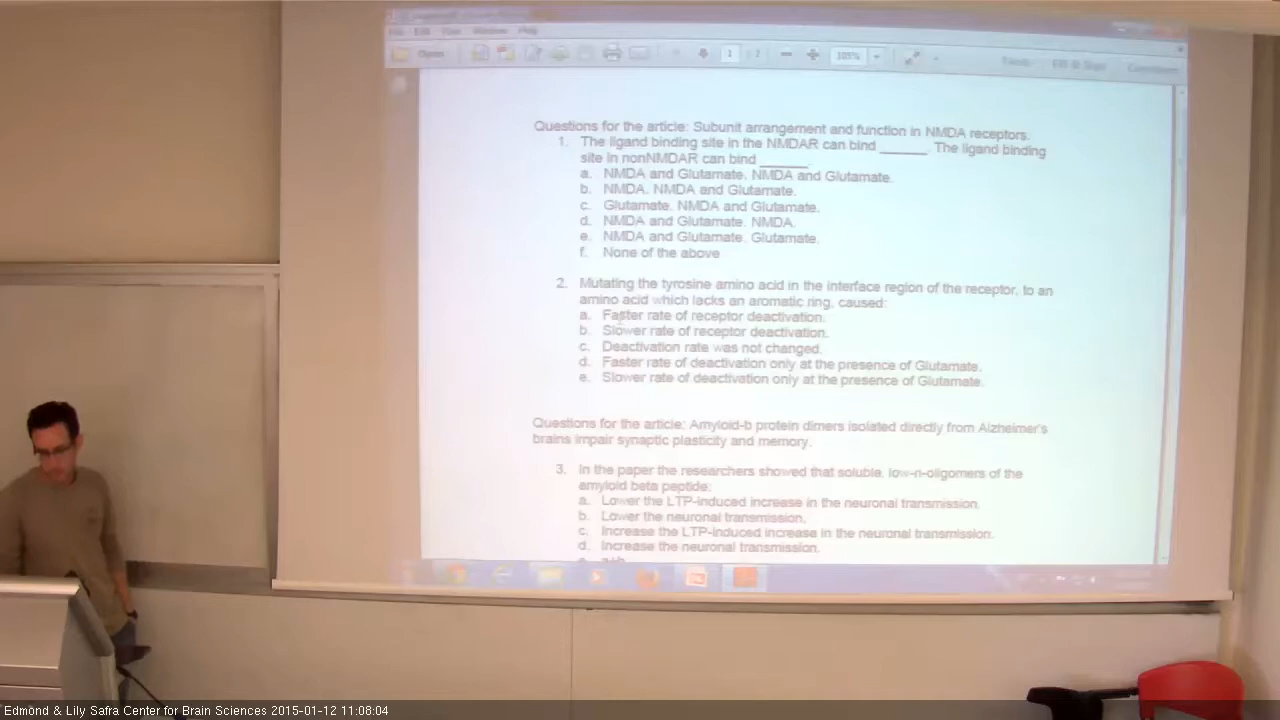 Open
1 / 2
105%
Questions for the article: Subunit arrangement and function in NMDA receptors.
1. The ligand binding site in the NMDAR can bind ______. The ligand binding
site in nonNMDAR can bind ______.
a. NMDA and Glutamate. NMDA and Glutamate.
b. NMDA. NMDA and Glutamate.
c. Glutamate. NMDA and Glutamate.
d. NMDA and Glutamate. NMDA.
e. NMDA and Glutamate. Glutamate.
f. None of the above
2. Mutating the tyrosine amino acid in the interface region of the receptor, to an
amino acid which lacks an aromatic ring, caused:
a. Faster rate of receptor deactivation.
b. Slower rate of receptor deactivation.
c. Deactivation rate was not changed.
d. Faster rate of deactivation only at the presence of Glutamate.
e. Slower rate of deactivation only at the presence of Glutamate.
Questions for the article: Amyloid-b protein dimers isolated directly from Alzheimer's
brains impair synaptic plasticity and memory.
3. In the paper the researchers showed that soluble, low-n-oligomers of the
amyloid beta peptide:
a. Lower the LTP-induced increase in the neuronal transmission.
b. Lower the neuronal transmission.
c. Increase the LTP-induced increase in the neuronal transmission.
d. Increase the neuronal transmission.
Edmond & Lily Safra Center for Brain Sciences 2015-01-12 11:08:04